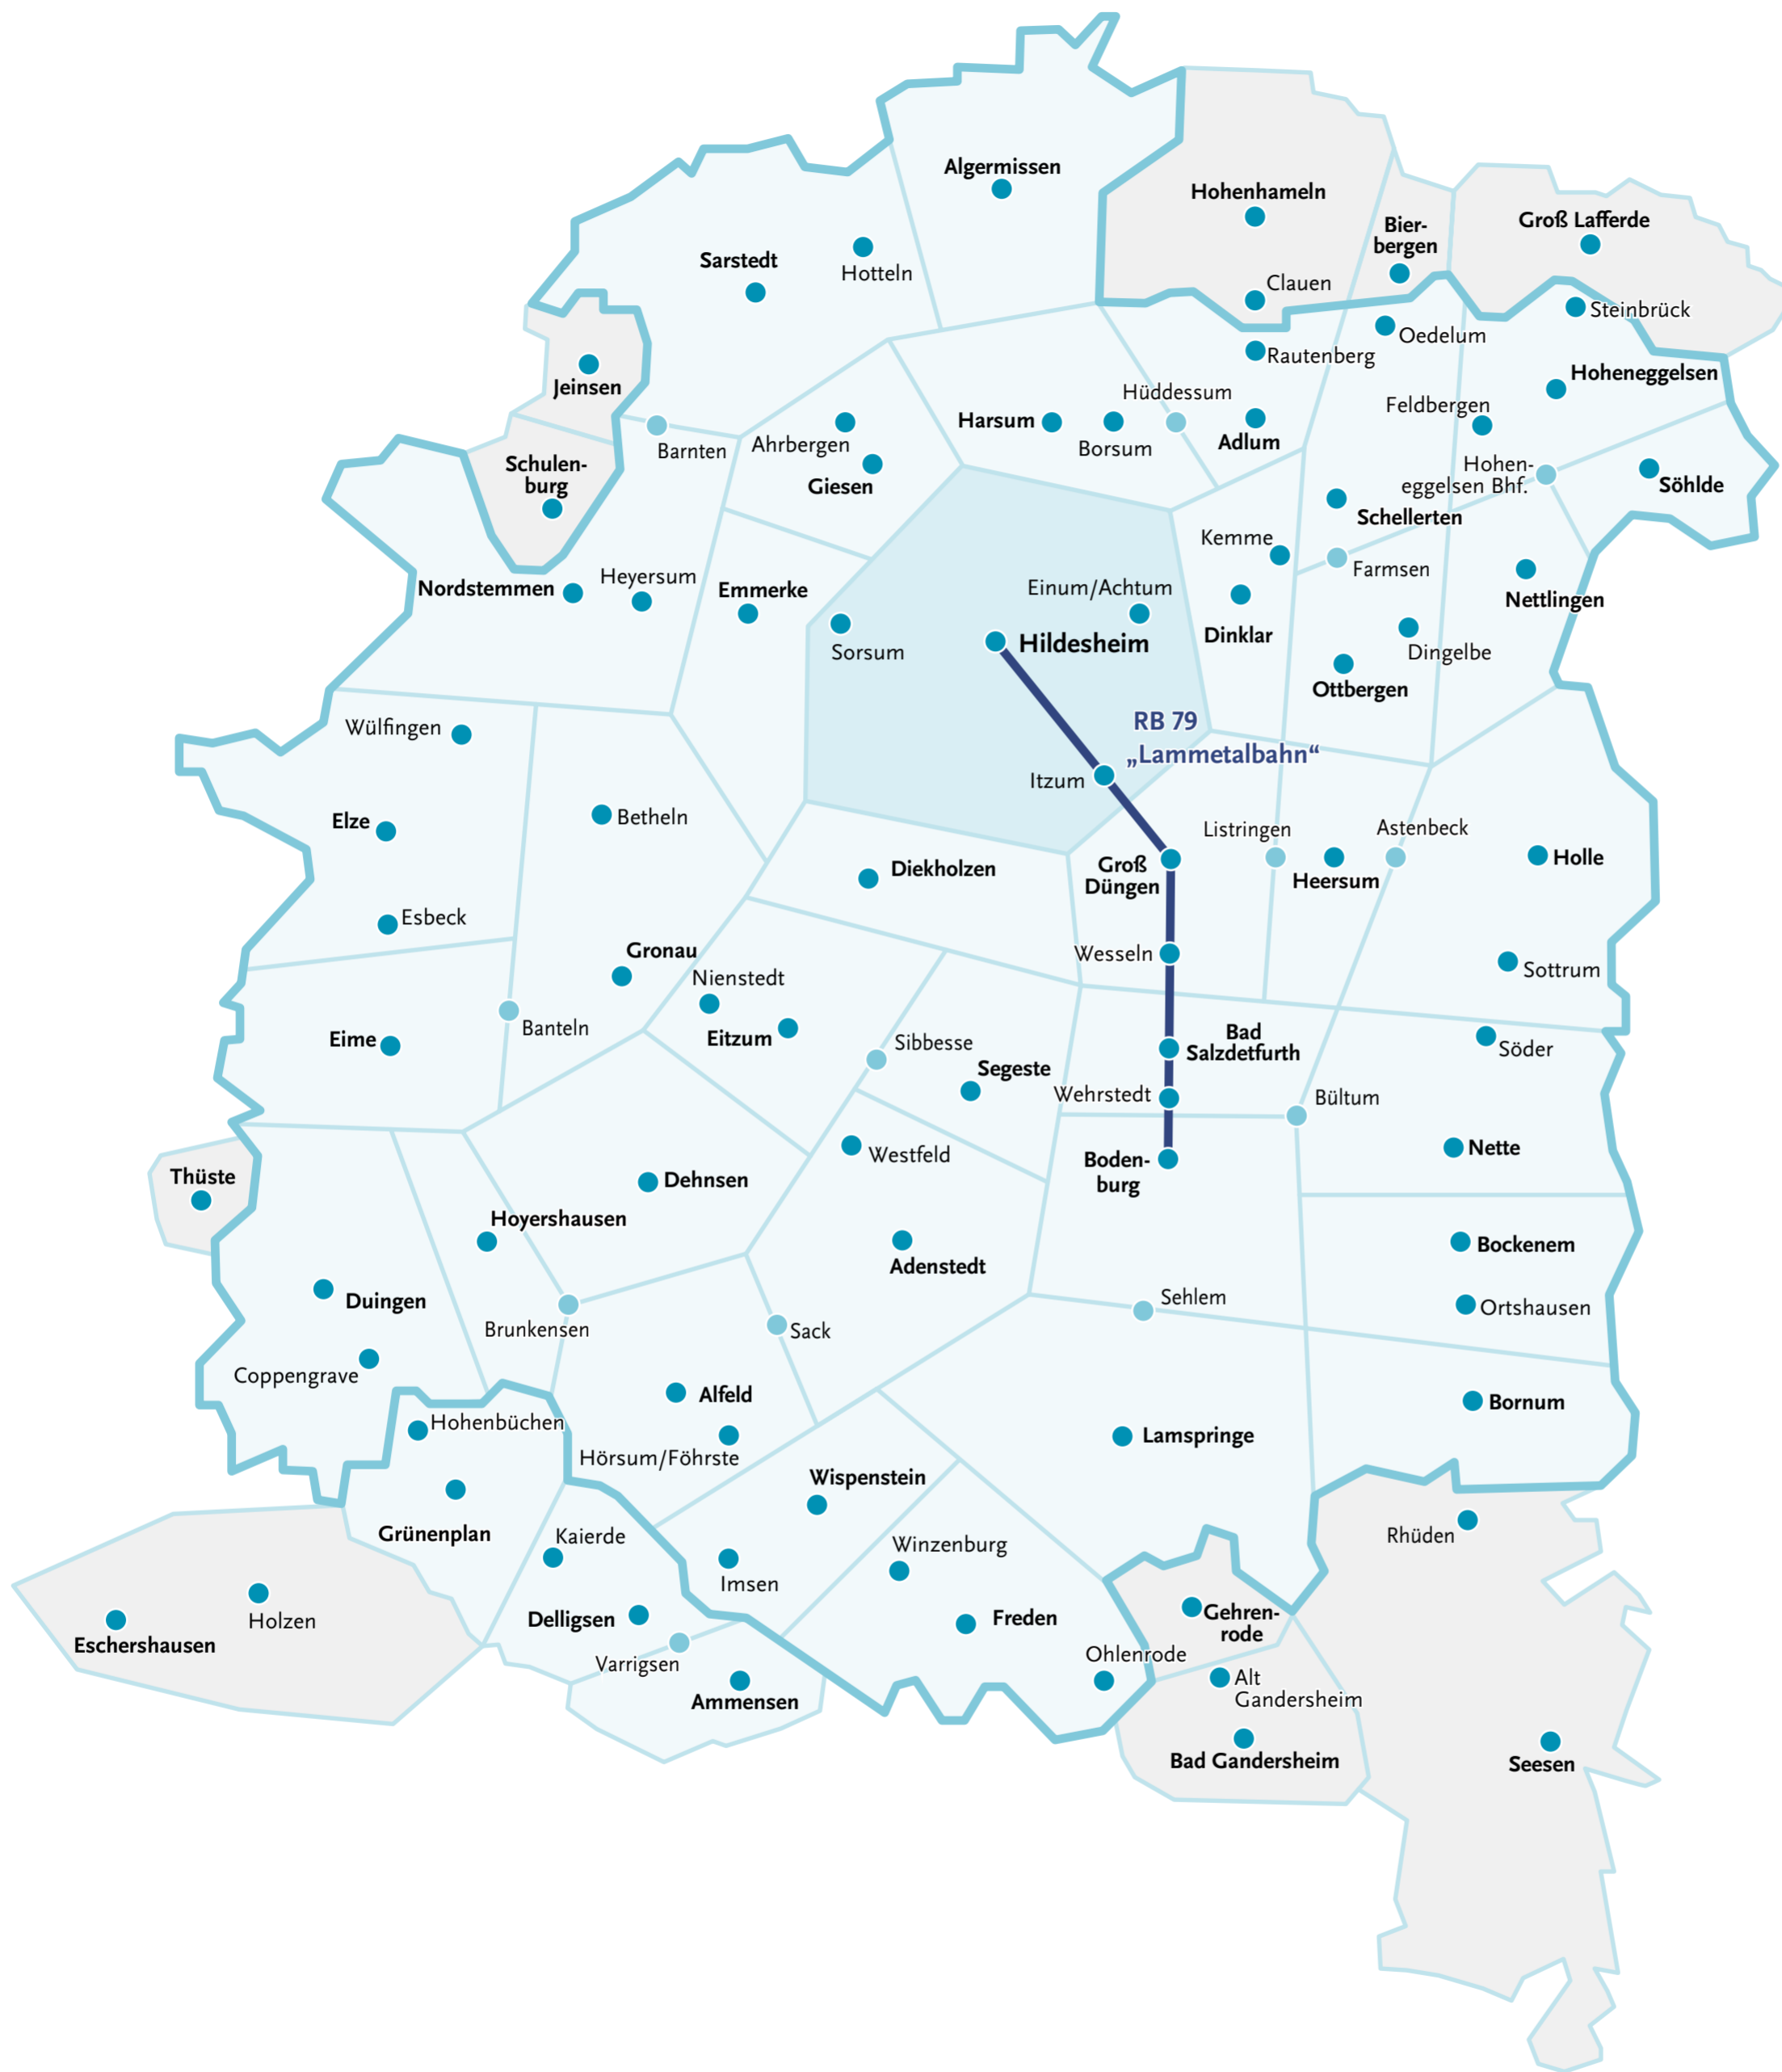 Algermissen
Hohenhameln
Groß Lafferde
Bier-
bergen
Sarstedt
Hotteln
Clauen
Steinbrück
Oedelum
Rautenberg
Jeinsen
Hoheneggelsen
Hüddessum
Feldbergen
Harsum
Borsum
Adlum
Barnten
Ahrbergen
Giesen
Schulen-
burg
Hohen-
eggelsen Bhf.
Söhlde
Schellerten
Kemme
Farmsen
Nordstemmen
Heyersum
Emmerke
Einum/Achtum
Nettlingen
Sorsum
Hildesheim
Dinklar
Dingelbe
Ottbergen
Wülfingen
RB 79
„Lammetalbahn“
Itzum
Elze
Betheln
Listringen
Astenbeck
Diekholzen
Groß
Düngen
Heersum
Holle
Esbeck
Gronau
Wesseln
Nienstedt
Sottrum
Eime
Banteln
Eitzum
Sibbesse
Bad
Salzdetfurth
Söder
Segeste
Wehrstedt
Bültum
Westfeld
Boden-
burg
Nette
Thüste
Dehnsen
Hoyershausen
Adenstedt
Bockenem
Duingen
Brunkensen
Sack
Sehlem
Ortshausen
Coppengrave
Alfeld
Bornum
Hohenbüchen
Hörsum/Föhrste
Lamspringe
Wispenstein
Grünenplan
Kaierde
Winzenburg
Rhüden
Imsen
Holzen
Delligsen
Freden
Gehren-
rode
Eschershausen
Varrigsen
Ohlenrode
Alt
Gandersheim
Ammensen
Bad Gandersheim
Seesen